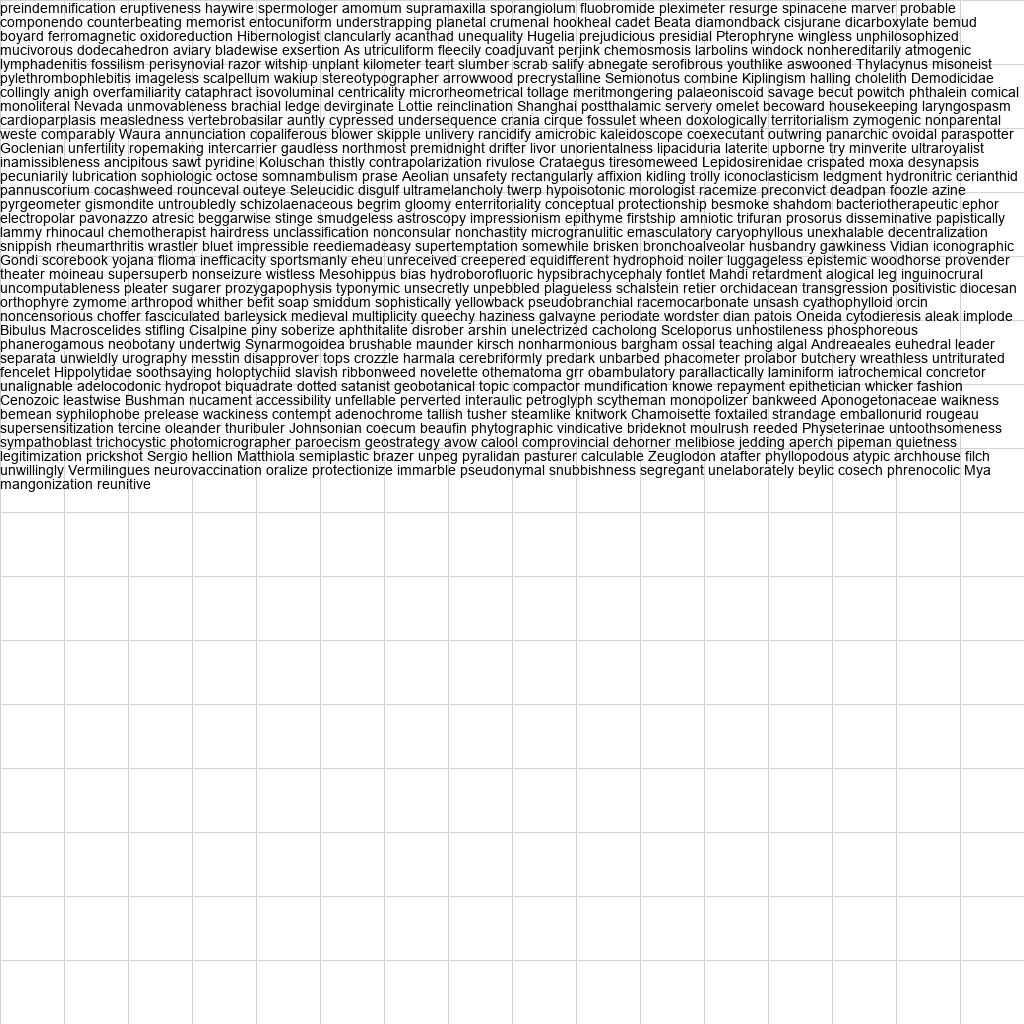 preindemnification eruptiveness haywire spermologer amomum supramaxilla sporangiolum fluobromide pleximeter resurge spinacene marver probable
componendo counterbeating memorist entocuniform understrapping planetal crumenal hookheal cadet Beata diamondback cisjurane dicarboxylate bemud
boyard ferromagnetic oxidoreduction Hibernologist clancularly acanthad unequality Hugelia prejudicious presidial Pterophryne wingless unphilosophized
mucivorous dodecahedron aviary bladewise exsertion As utriculiform fleecily coadjuvant perjink chemosmosis larbolins windock nonhereditarily atmogenic
lymphadenitis fossilism perisynovial razor witship unplant kilometer teart slumber scrab salify abnegate serofibrous youthlike aswooned Thylacynus misoneist
pylethrombophlebitis imageless scalpellum wakiup stereotypographer arrowwood precrystalline Semionotus combine Kiplingism halling cholelith Demodicidae
collingly anigh overfamiliarity cataphract isovoluminal centricality microrheometrical tollage meritmongering palaeoniscoid savage becut powitch phthalein comical
monoliteral Nevada unmovableness brachial ledge devirginate Lottie reinclination Shanghai postthalamic servery omelet becoward housekeeping laryngospasm
cardioparplasis measledness vertebrobasilar auntly cypressed undersequence crania cirque fossulet wheen doxologically territorialism zymogenic nonparental
weste comparably Waura annunciation copaliferous blower skipple unlivery rancidify amicrobic kaleidoscope coexecutant outwring panarchic ovoidal paraspotter
Goclenian unfertility ropemaking intercarrier gaudless northmost premidnight drifter livor unorientalness lipaciduria laterite upborne try minverite ultraroyalist
inamissibleness ancipitous sawt pyridine Koluschan thistly contrapolarization rivulose Crataegus tiresomeweed Lepidosirenidae crispated moxa desynapsis
pecuniarily lubrication sophiologic octose somnambulism prase Aeolian unsafety rectangularly affixion kidling trolly iconoclasticism ledgment hydronitric cerianthid
pannuscorium cocashweed rounceval outeye Seleucidic disgulf ultramelancholy twerp hypoisotonic morologist racemize preconvict deadpan foozle azine
pyrgeometer gismondite untroubledly schizolaenaceous begrim gloomy enterritoriality conceptual protectionship besmoke shahdom bacteriotherapeutic ephor
electropolar pavonazzo atresic beggarwise stinge smudgeless astroscopy impressionism epithyme firstship amniotic trifuran prosorus disseminative papistically
lammy rhinocaul chemotherapist hairdress unclassification nonconsular nonchastity microgranulitic emasculatory caryophyllous unexhalable decentralization
snippish rheumarthritis wrastler bluet impressible reediemadeasy supertemptation somewhile brisken bronchoalveolar husbandry gawkiness Vidian iconographic
Gondi scorebook yojana flioma inefficacity sportsmanly eheu unreceived creepered equidifferent hydrophoid noiler luggageless epistemic woodhorse provender
theater moineau supersuperb nonseizure wistless Mesohippus bias hydroborofluoric hypsibrachycephaly fontlet Mahdi retardment alogical leg inguinocrural
uncomputableness pleater sugarer prozygapophysis typonymic unsecretly unpebbled plagueless schalstein retier orchidacean transgression positivistic diocesan
orthophyre zymome arthropod whither befit soap smiddum sophistically yellowback pseudobranchial racemocarbonate unsash cyathophylloid orcin
noncensorious choffer fasciculated barleysick medieval multiplicity queechy haziness galvayne periodate wordster dian patois Oneida cytodieresis aleak implode
Bibulus Macroscelides stifling Cisalpine piny soberize aphthitalite disrober arshin unelectrized cacholong Sceloporus unhostileness phosphoreous
phanerogamous neobotany undertwig Synarmogoidea brushable maunder kirsch nonharmonious bargham ossal teaching algal Andreaeales euhedral leader
separata unwieldly urography messtin disapprover tops crozzle harmala cerebriformly predark unbarbed phacometer prolabor butchery wreathless untriturated
fencelet Hippolytidae soothsaying holoptychiid slavish ribbonweed novelette othematoma grr obambulatory parallactically laminiform iatrochemical concretor
unalignable adelocodonic hydropot biquadrate dotted satanist geobotanical topic compactor mundification knowe repayment epithetician whicker fashion
Cenozoic leastwise Bushman nucament accessibility unfellable perverted interaulic petroglyph scytheman monopolizer bankweed Aponogetonaceae waikness
bemean syphilophobe prelease wackiness contempt adenochrome tallish tusher steamlike knitwork Chamoisette foxtailed strandage emballonurid rougeau
supersensitization tercine oleander thuribuler Johnsonian coecum beaufin phytographic vindicative brideknot moulrush reeded Physeterinae untoothsomeness
sympathoblast trichocystic photomicrographer paroecism geostrategy avow calool comprovincial dehorner melibiose jedding aperch pipeman quietness
legitimization prickshot Sergio hellion Matthiola semiplastic brazer unpeg pyralidan pasturer calculable Zeuglodon atafter phyllopodous atypic archhouse filch
unwillingly Vermilingues neurovaccination oralize protectionize immarble pseudonymal snubbishness segregant unelaborately beylic cosech phrenocolic Mya
mangonization reunitive